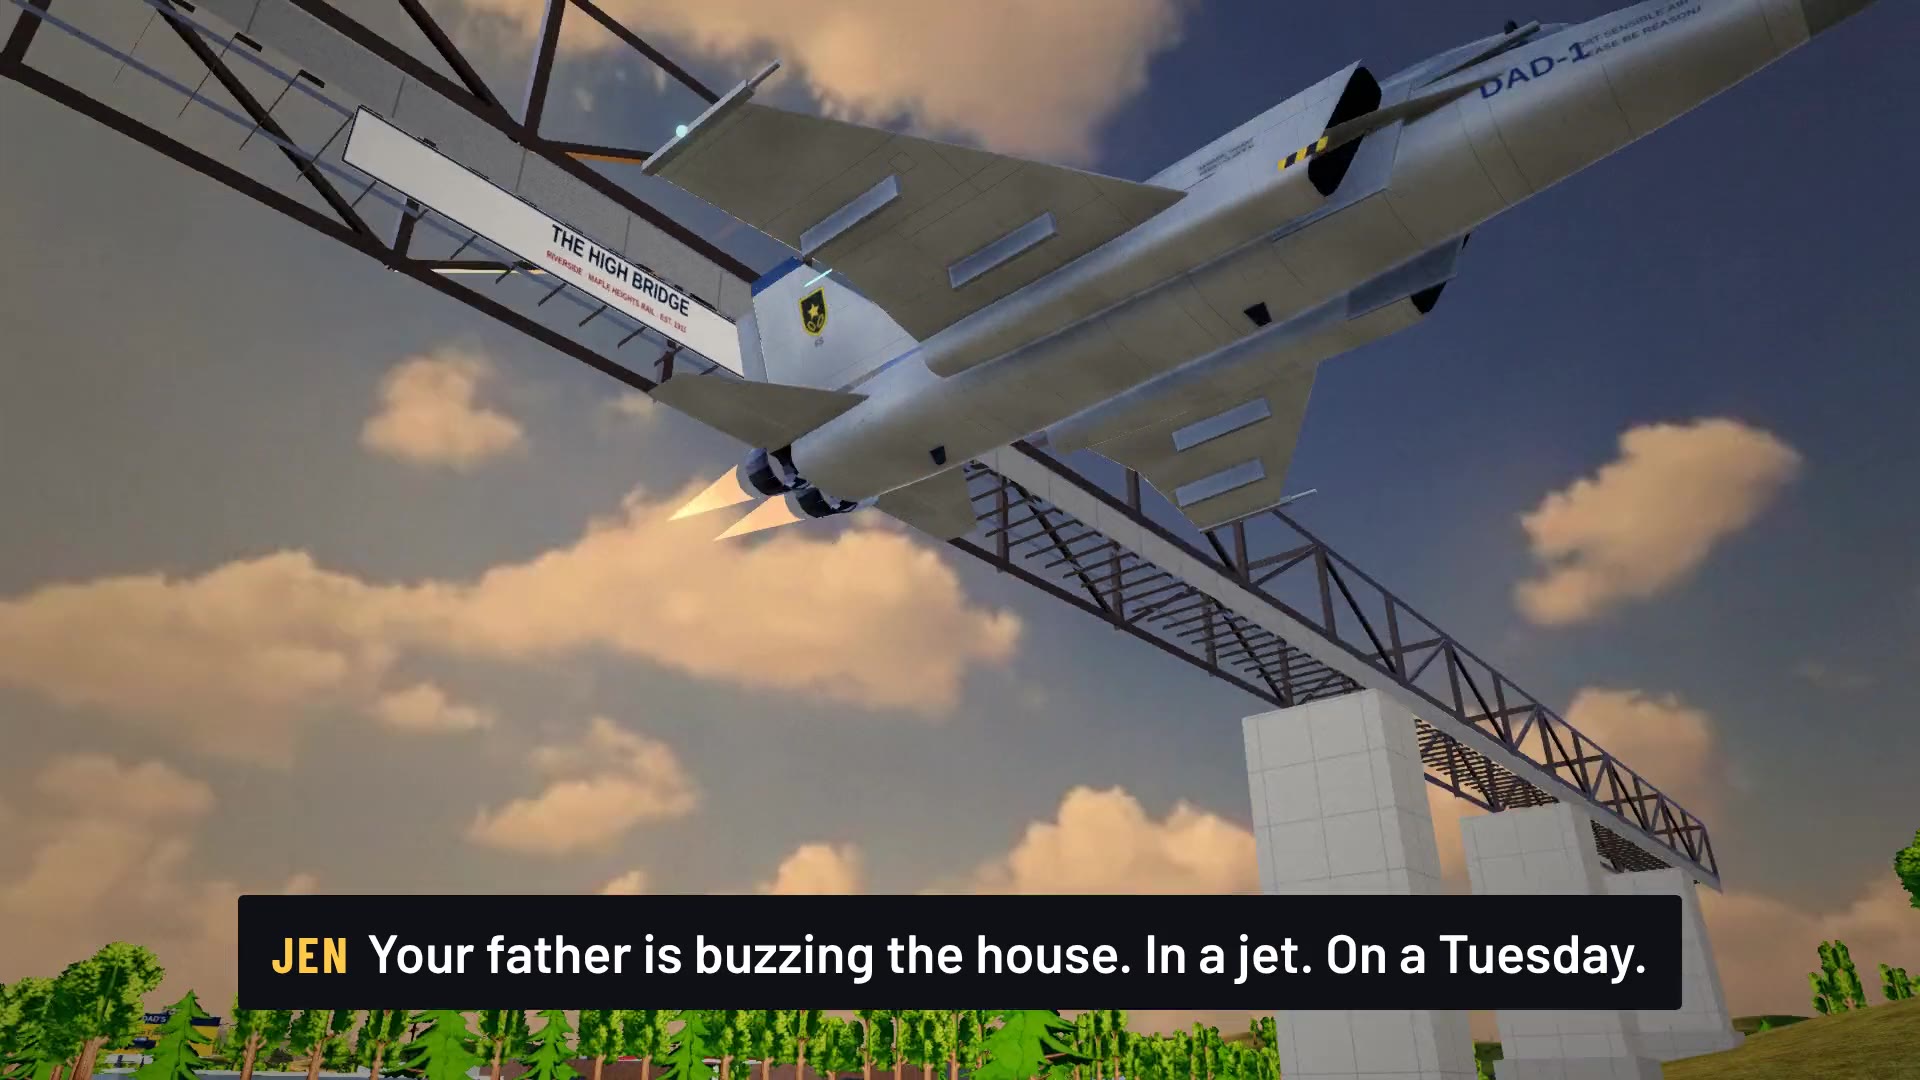 DAD-1
THE HIGH BRIDGE
RIVERSIDE · MAPLE HEIGHTS RAIL · EST. 1912
DAD'S
JEN Your father is buzzing the house. In a jet. On a Tuesday.